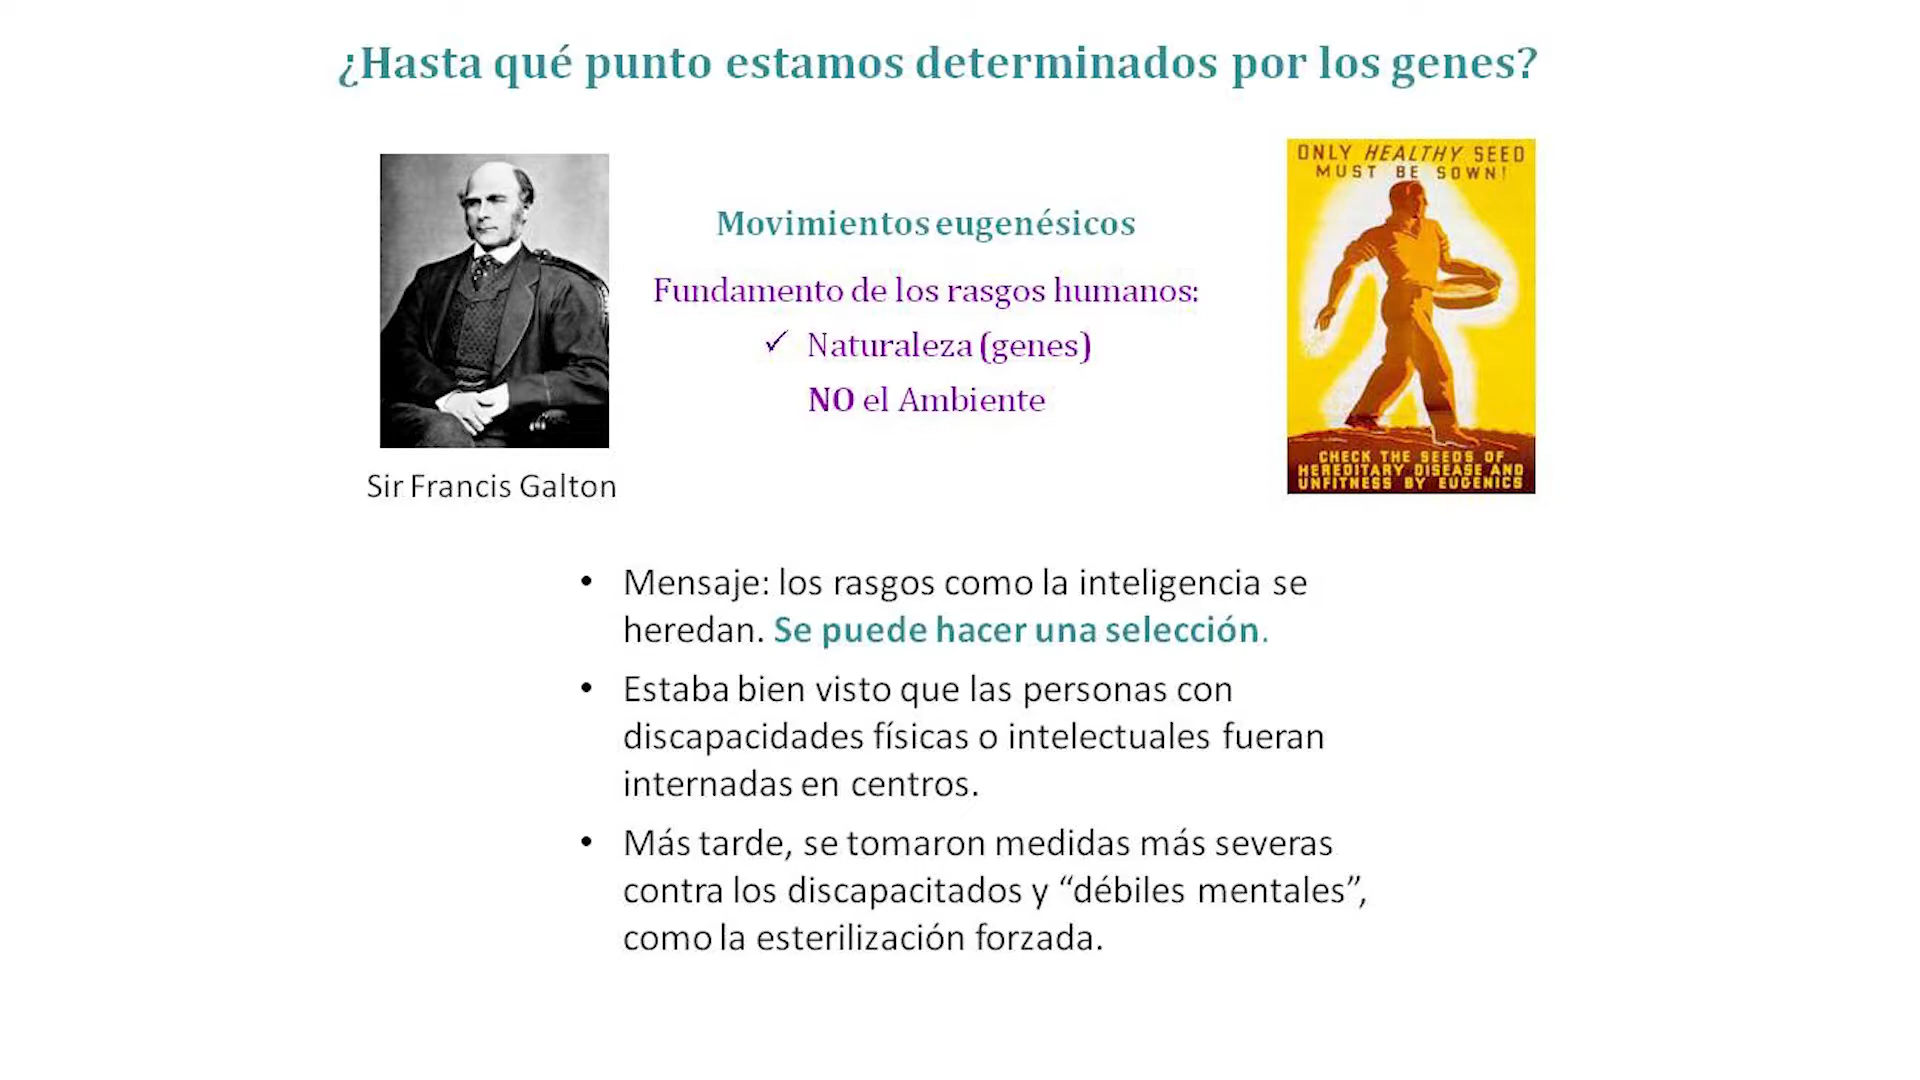 ¿Hasta qué punto estamos determinados por los genes?
ONLY HEALTHY SEED
MUST BE SOWN!
Movimientos eugenésicos
Fundamento de los rasgos humanos:
✓ Naturaleza (genes)
NO el Ambiente
CHECK THE SEEDS OF
HEREDITARY DISEASE AND
UNFITNESS BY EUGENICS
Sir Francis Galton
• Mensaje: los rasgos como la inteligencia se
heredan. Se puede hacer una selección.
• Estaba bien visto que las personas con
discapacidades físicas o intelectuales fueran
internadas en centros.
• Más tarde, se tomaron medidas más severas
contra los discapacitados y “débiles mentales”,
como la esterilización forzada.